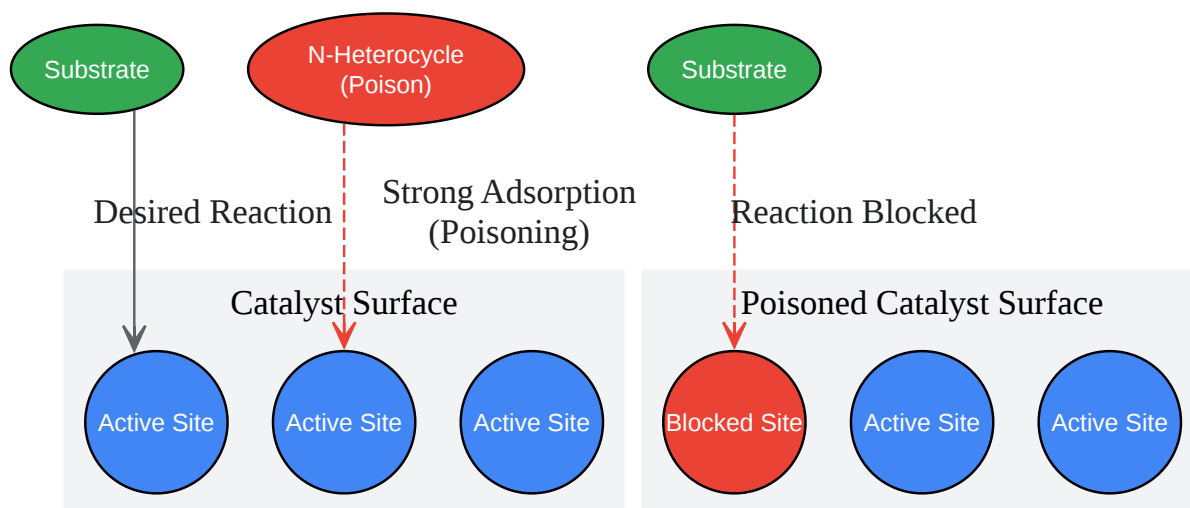 Substrate
N-Heterocycle
(Poison)
Substrate
Desired Reaction
Strong Adsorption
(Poisoning)
Reaction Blocked
Catalyst Surface
Poisoned Catalyst Surface
Active Site
Active Site
Active Site
Blocked Site
Active Site
Active Site